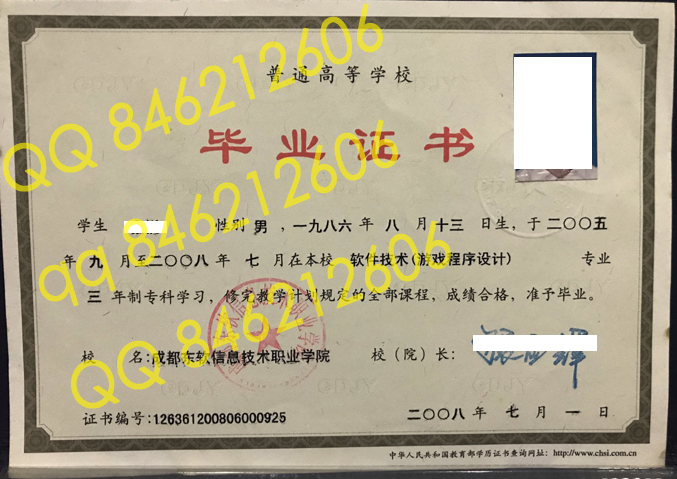 普通高等学校
QQ 846212606
毕业证书
QQ 846212606
学生 性别 男，一九八六年八月十三日生，于二〇〇五
年九月至二〇〇八年七月在本校 软件技术(游戏程序设计) 专业
qq 846212606
三年制专科学习，修完教学计划规定的全部课程，成绩合格，准予毕业。
校 名：成都东软信息技术职业学院 校（院）长：
QQ 846212606
证书编号：126361200806000925 二〇〇八年七月一日
中华人民共和国教育部学历证书查询网址：http://www.chsi.com.cn